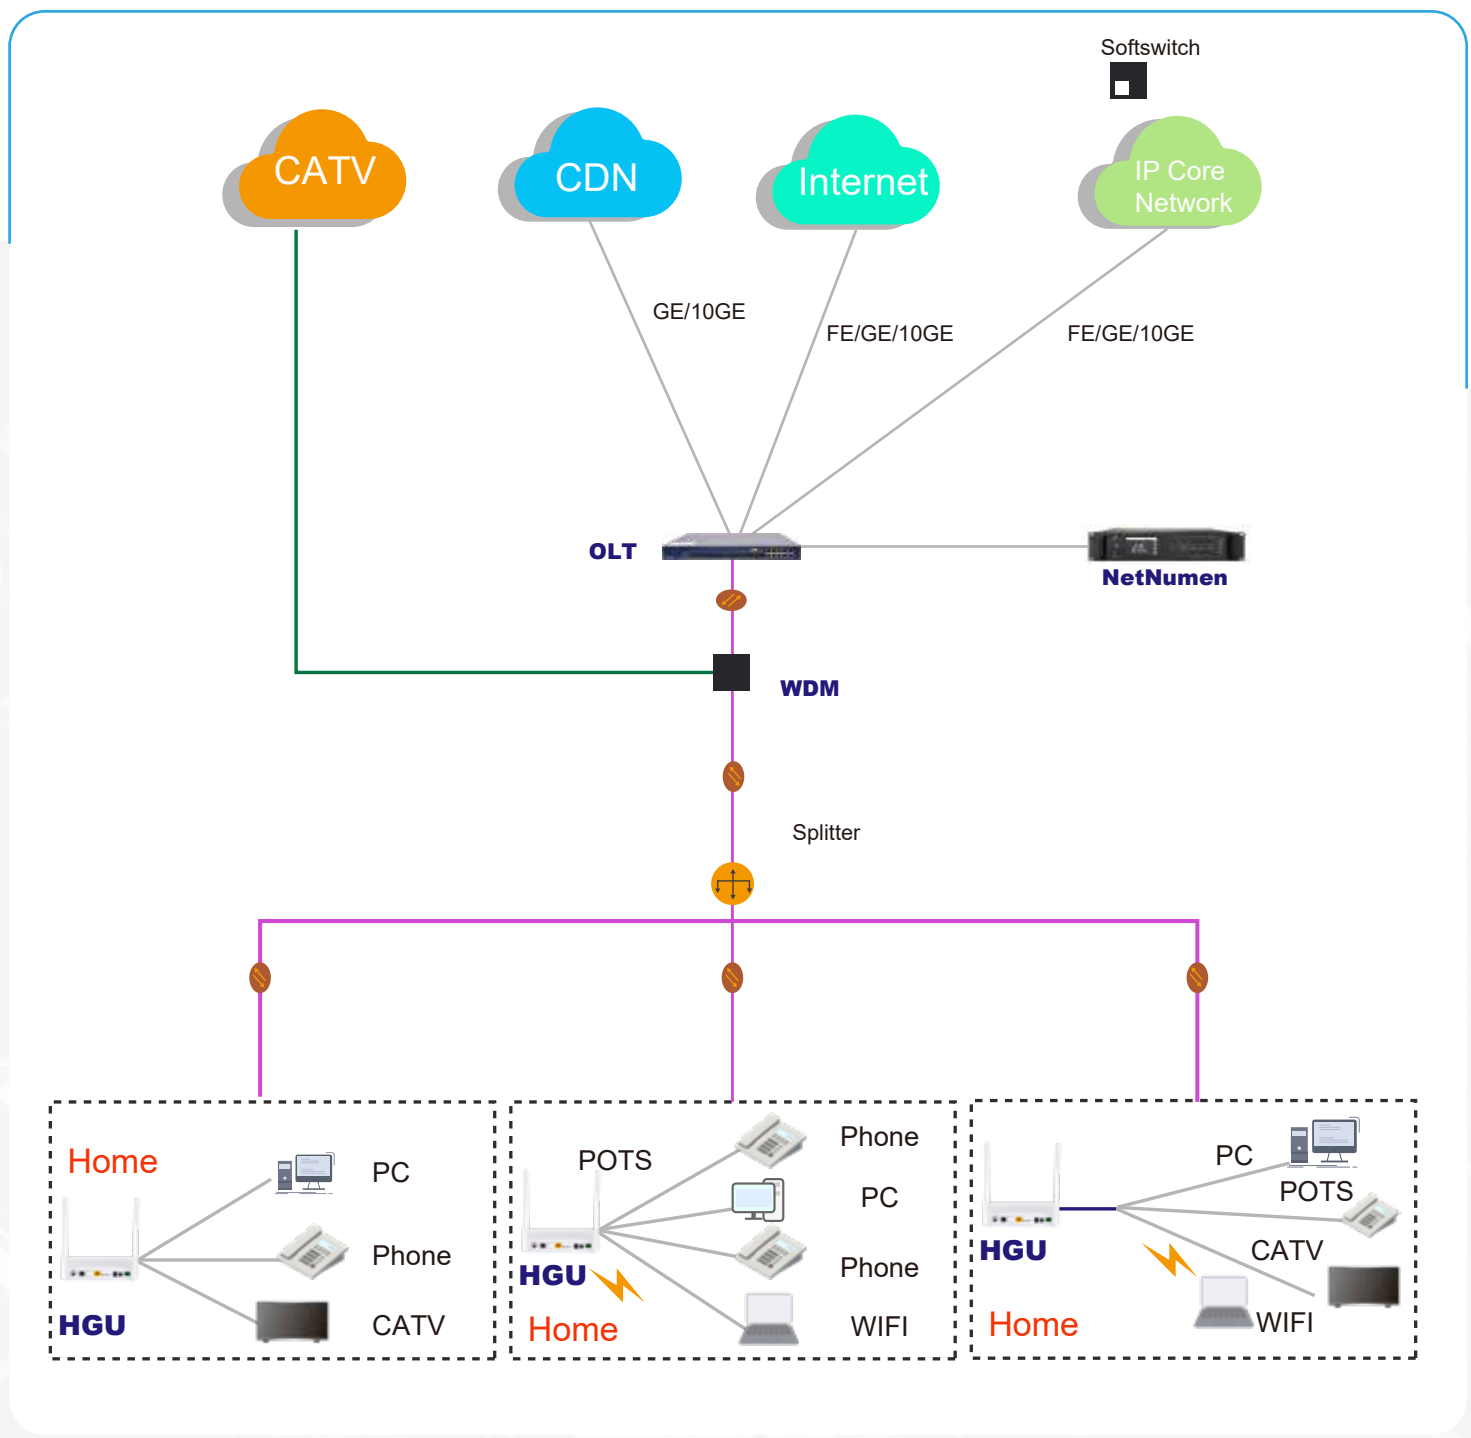 Softswitch
CATV
CDN
Internet
IP Core
Network
GE/10GE
FE/GE/10GE
FE/GE/10GE
OLT
NetNumen
WDM
Splitter
Home
PC
Phone
CATV
HGU
POTS
Phone
PC
Phone
WIFI
HGU
Home
PC
POTS
CATV
WIFI
HGU
Home